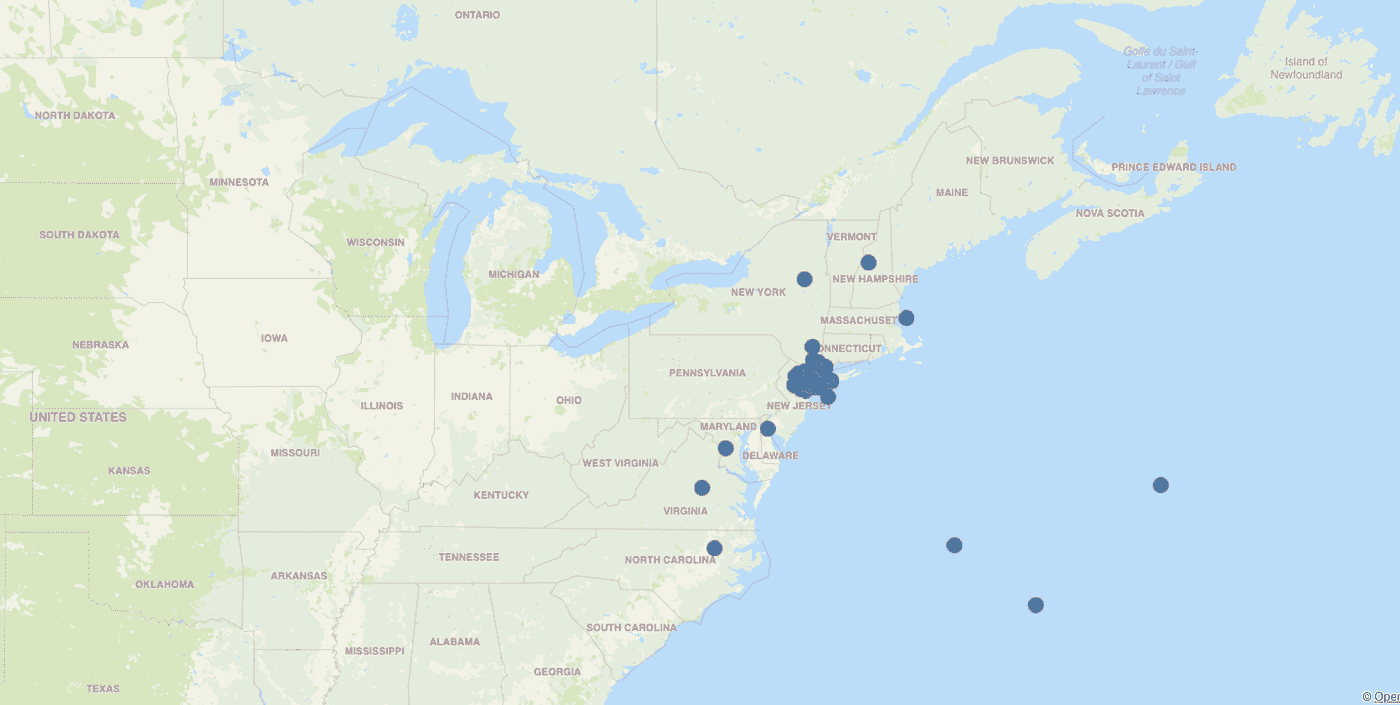 ONTARIO
Golfe du Saint-
Laurent / Gulf
of Saint
Lawrence
Island of
Newfoundland
NORTH DAKOTA
NEW BRUNSWICK
PRINCE EDWARD ISLAND
MINNESOTA
MAINE
NOVA SCOTIA
SOUTH DAKOTA
WISCONSIN
VERMONT
MICHIGAN
NEW HAMPSHIRE
NEW YORK
MASSACHUSET
IOWA
NEBRASKA
ONNECTICUT
PENNSYLVANIA
ILLINOIS
INDIANA
OHIO
NEW JERSEY
UNITED STATES
MARYLAND
MISSOURI
DELAWARE
WEST VIRGINIA
KANSAS
KENTUCKY
VIRGINIA
TENNESSEE
NORTH CAROLINA
ARKANSAS
OKLAHOMA
SOUTH CAROLINA
ALABAMA
MISSISSIPPI
GEORGIA
TEXAS
© Oper